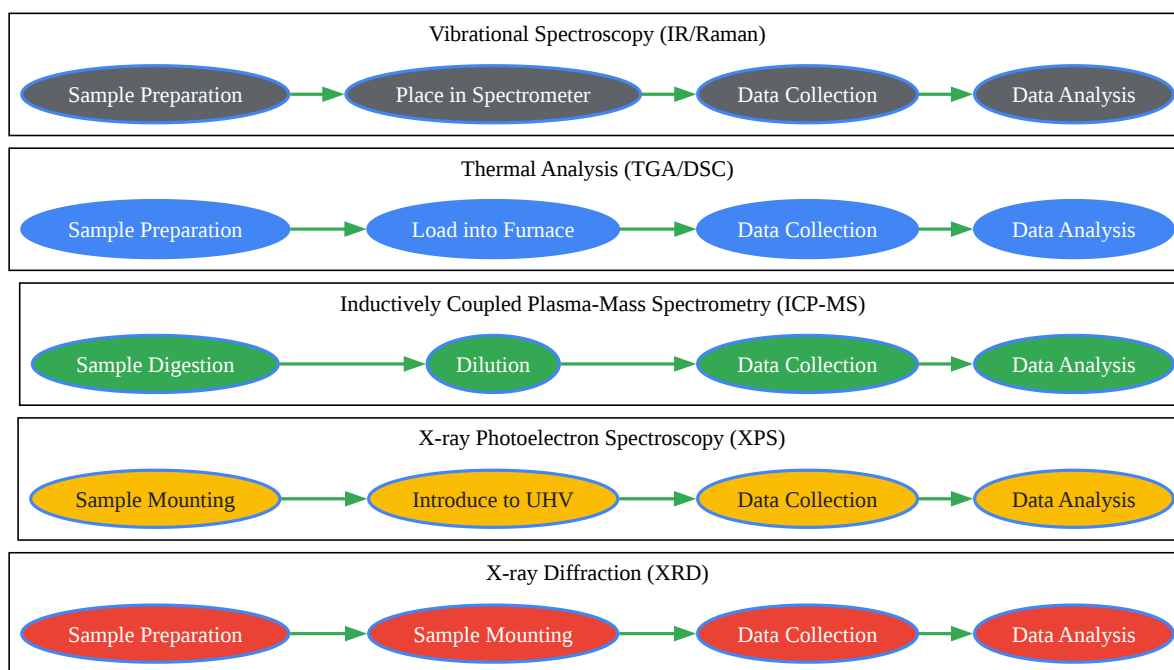 Vibrational Spectroscopy (IR/Raman)
Sample Preparation
Place in Spectrometer
Data Collection
Data Analysis
Thermal Analysis (TGA/DSC)
Sample Preparation
Load into Furnace
Data Collection
Data Analysis
Inductively Coupled Plasma-Mass Spectrometry (ICP-MS)
Sample Digestion
Dilution
Data Collection
Data Analysis
X-ray Photoelectron Spectroscopy (XPS)
Sample Mounting
Introduce to UHV
Data Collection
Data Analysis
X-ray Diffraction (XRD)
Sample Preparation
Sample Mounting
Data Collection
Data Analysis